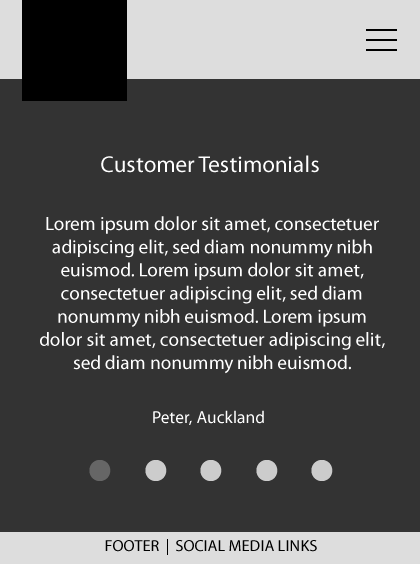 Customer Testimonials
Lorem ipsum dolor sit amet, consectetuer
adipiscing elit, sed diam nonummy nibh
euismod. Lorem ipsum dolor sit amet,
consectetuer adipiscing elit, sed diam
nonummy nibh euismod. Lorem ipsum
dolor sit amet, consectetuer adipiscing elit,
sed diam nonummy nibh euismod.
Peter, Auckland
FOOTER | SOCIAL MEDIA LINKS